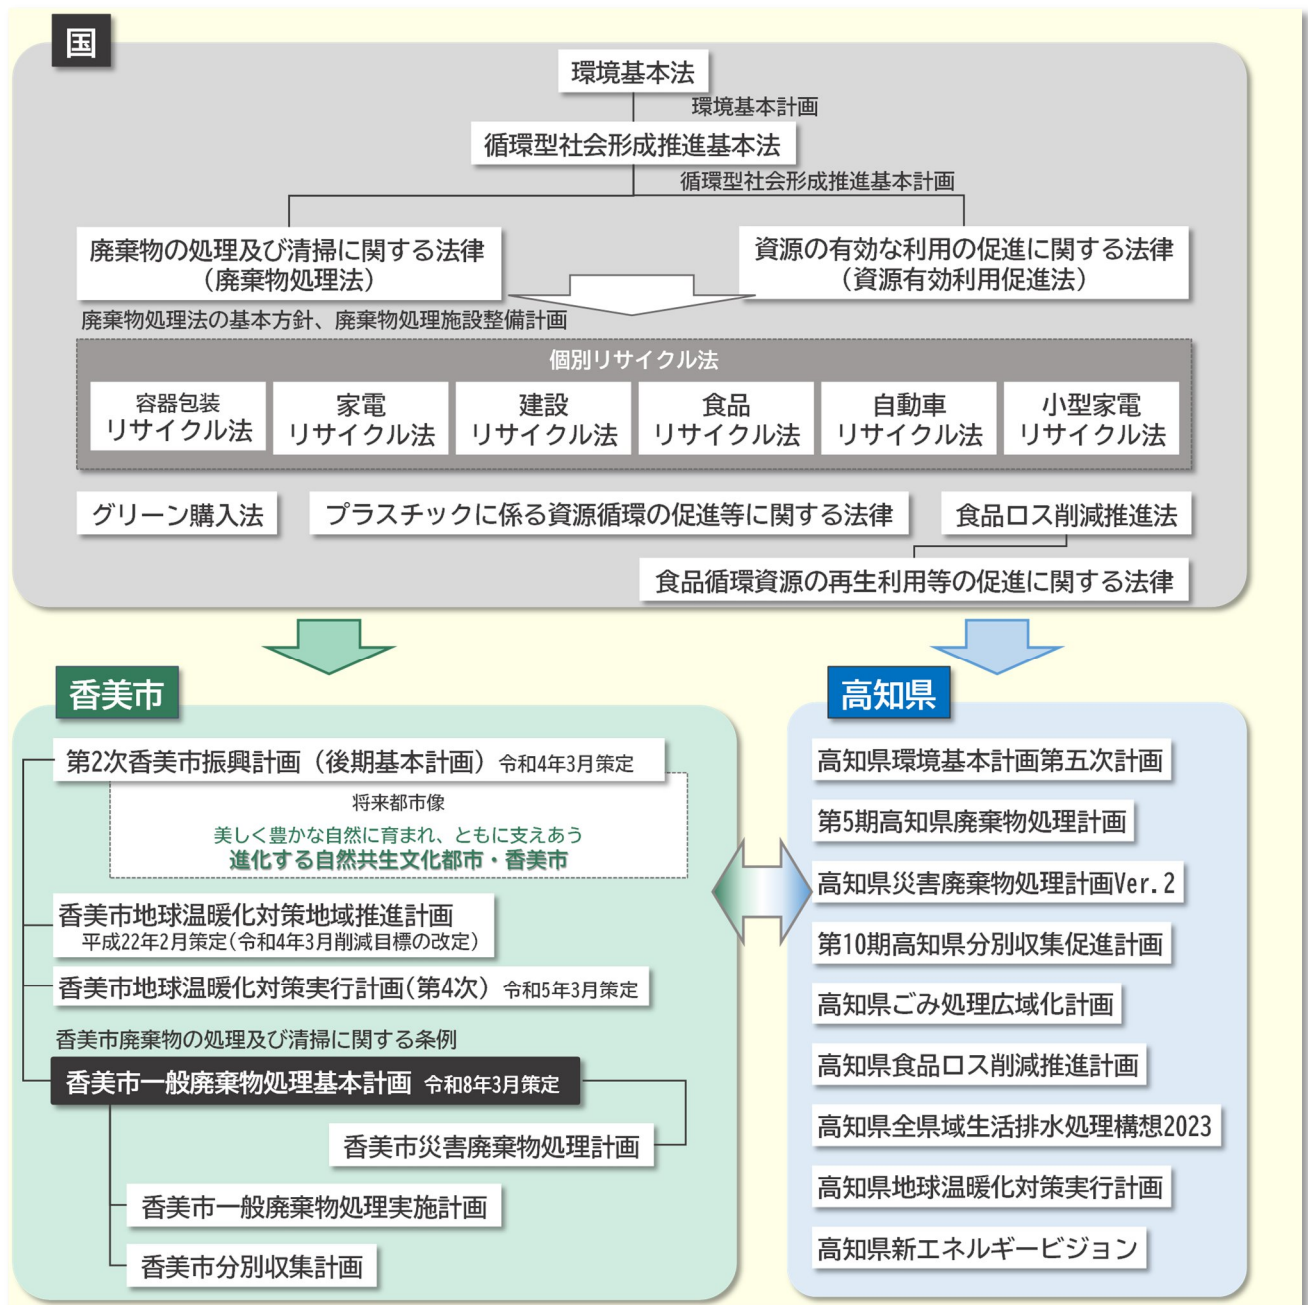 国
環境基本法
環境基本計画
循環型社会形成推進基本法
循環型社会形成推進基本計画
廃棄物の処理及び清掃に関する法律
（廃棄物処理法）
資源の有効な利用の促進に関する法律
（資源有効利用促進法）
廃棄物処理法の基本方針、廃棄物処理施設整備計画
個別リサイクル法
容器包装
リサイクル法
家電
リサイクル法
建設
リサイクル法
食品
リサイクル法
自動車
リサイクル法
小型家電
リサイクル法
グリーン購入法
プラスチックに係る資源循環の促進等に関する法律
食品ロス削減推進法
食品循環資源の再生利用等の促進に関する法律
香美市
第2次香美市振興計画（後期基本計画）令和4年3月策定
将来都市像
美しく豊かな自然に育まれ、ともに支えあう
進化する自然共生文化都市・香美市
香美市地球温暖化対策地域推進計画
平成22年2月策定（令和4年3月削減目標の改定）
香美市地球温暖化対策実行計画（第4次）令和5年3月策定
香美市廃棄物の処理及び清掃に関する条例
香美市一般廃棄物処理基本計画 令和8年3月策定
香美市災害廃棄物処理計画
香美市一般廃棄物処理実施計画
香美市分別収集計画
高知県
高知県環境基本計画第五次計画
第5期高知県廃棄物処理計画
高知県災害廃棄物処理計画Ver.2
第10期高知県分別収集促進計画
高知県ごみ処理広域化計画
高知県食品ロス削減推進計画
高知県全県域生活排水処理構想2023
高知県地球温暖化対策実行計画
高知県新エネルギービジョン